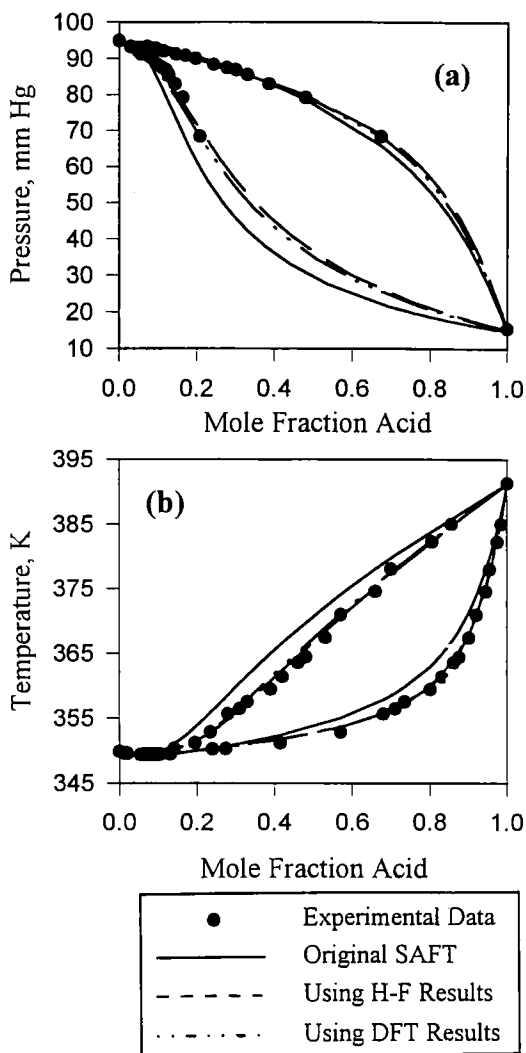 100
90
80
70
60
50
40
30
20
10
Pressure, mm Hg
(a)
0.0 0.2 0.4 0.6 0.8 1.0
Mole Fraction Acid
395
385
375
365
355
345
Temperature, K
(b)
0.0 0.2 0.4 0.6 0.8 1.0
Mole Fraction Acid
Experimental Data
Original SAFT
Using H-F Results
Using DFT Results